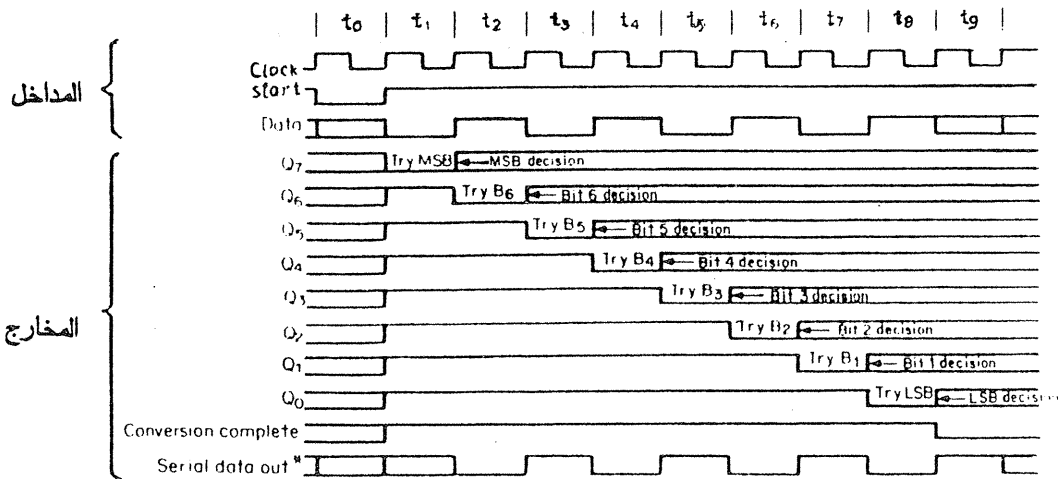 t0 t1 t2 t3 t4 t5 t6 t7 t8 t9
Clock
start
المداخل
Data
Q7 Try MSB MSB decision
Q6 Try B6 Bit 6 decision
Q5 Try B5 Bit 5 decision
Q4 Try B4 Bit 4 decision
Q3 Try B3 Bit 3 decision
المخارج
Q2 Try B2 Bit 2 decision
Q1 Try B1 Bit 1 decision
Q0 Try LSB LSB decision
Conversion complete
Serial data out *